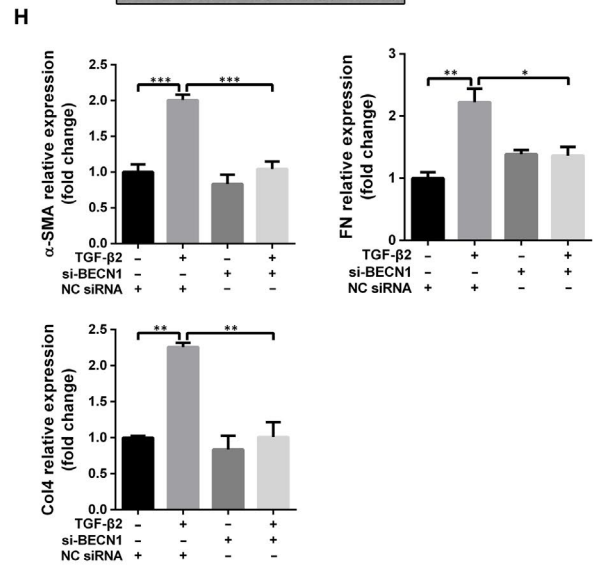 H
α-SMA relative expression
(fold change)
2.5
2.0
1.5
1.0
0.5
0.0
*** ***
TGF-β2 – + – +
si-BECN1 – – + +
NC siRNA + + – –
FN relative expression
(fold change)
3
2
1
0
** *
TGF-β2 – + – +
si-BECN1 – – + +
NC siRNA + + – –
Col4 relative expression
(fold change)
2.5
2.0
1.5
1.0
0.5
0.0
** **
TGF-β2 – + – +
si-BECN1 – – + +
NC siRNA + + – –